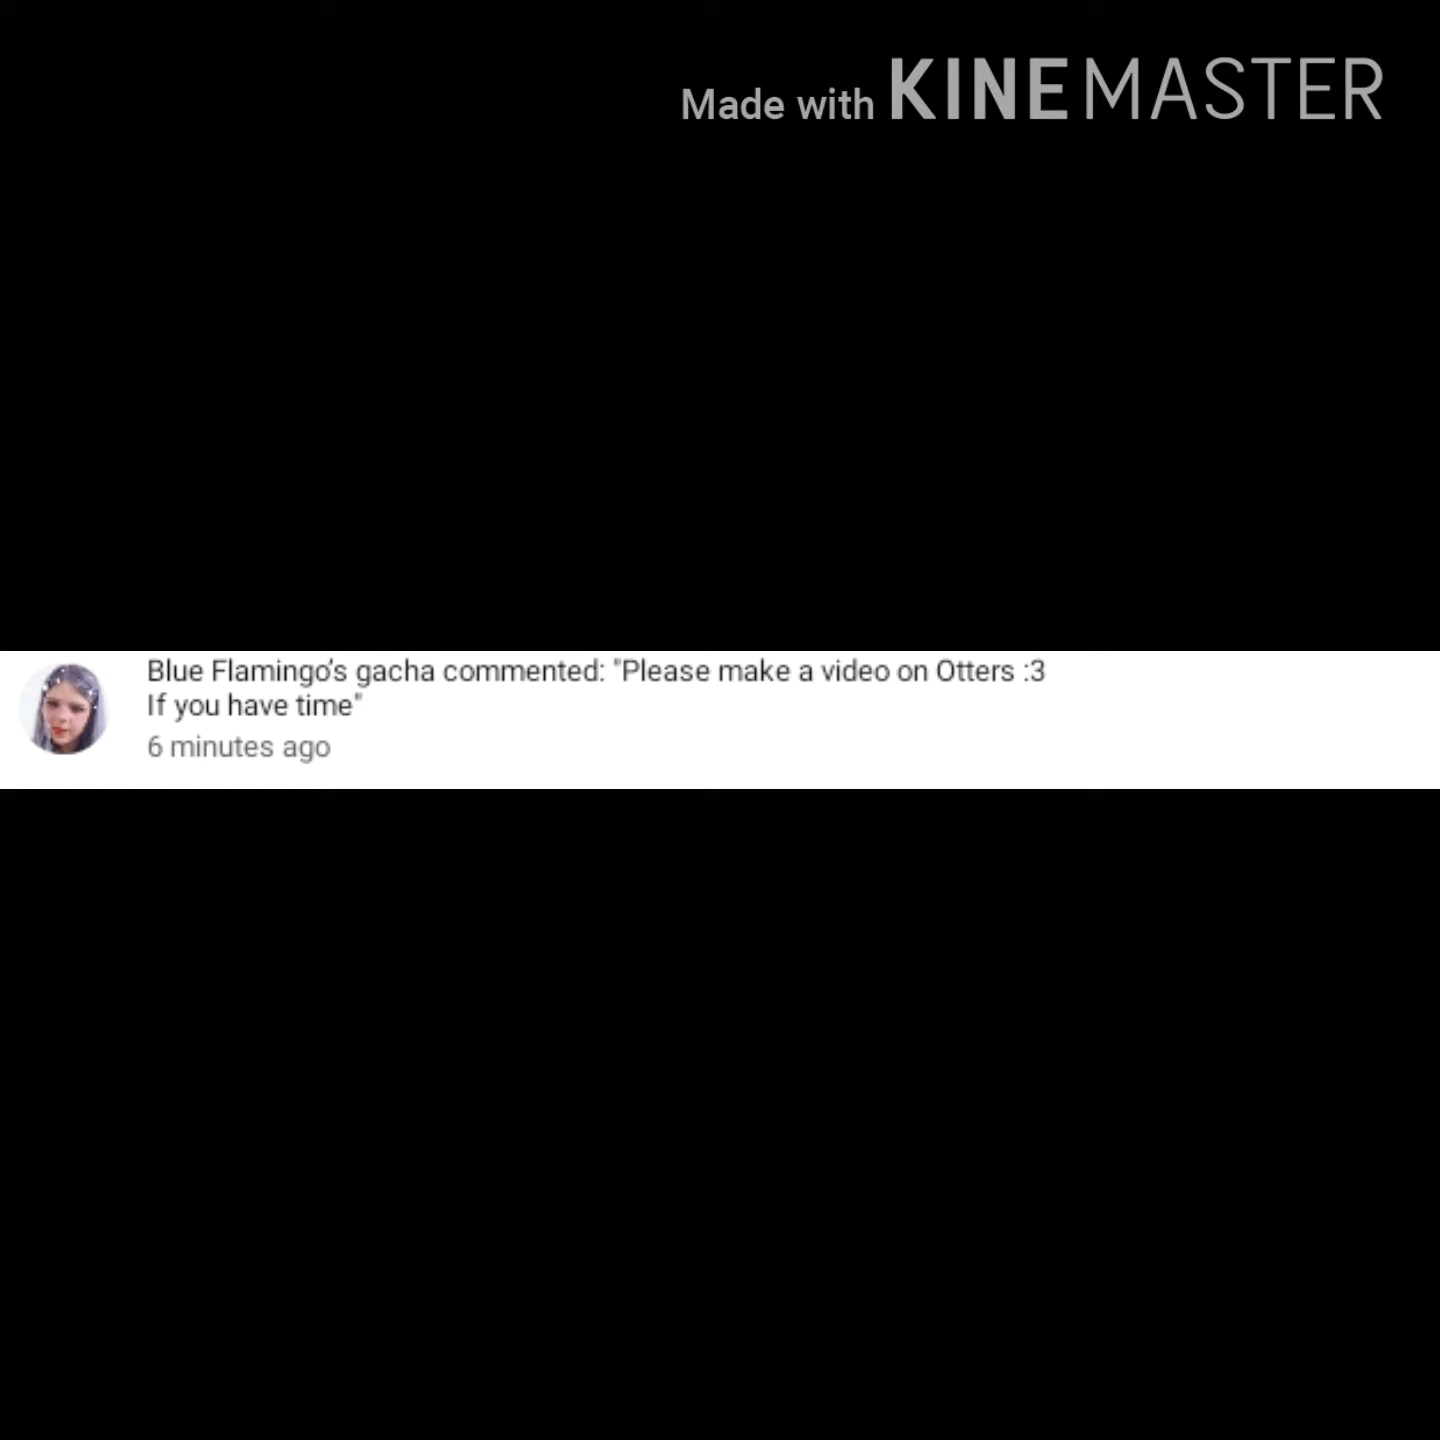 Made with KINEMASTER
Blue Flamingo's gacha commented: "Please make a video on Otters :3
If you have time"
6 minutes ago